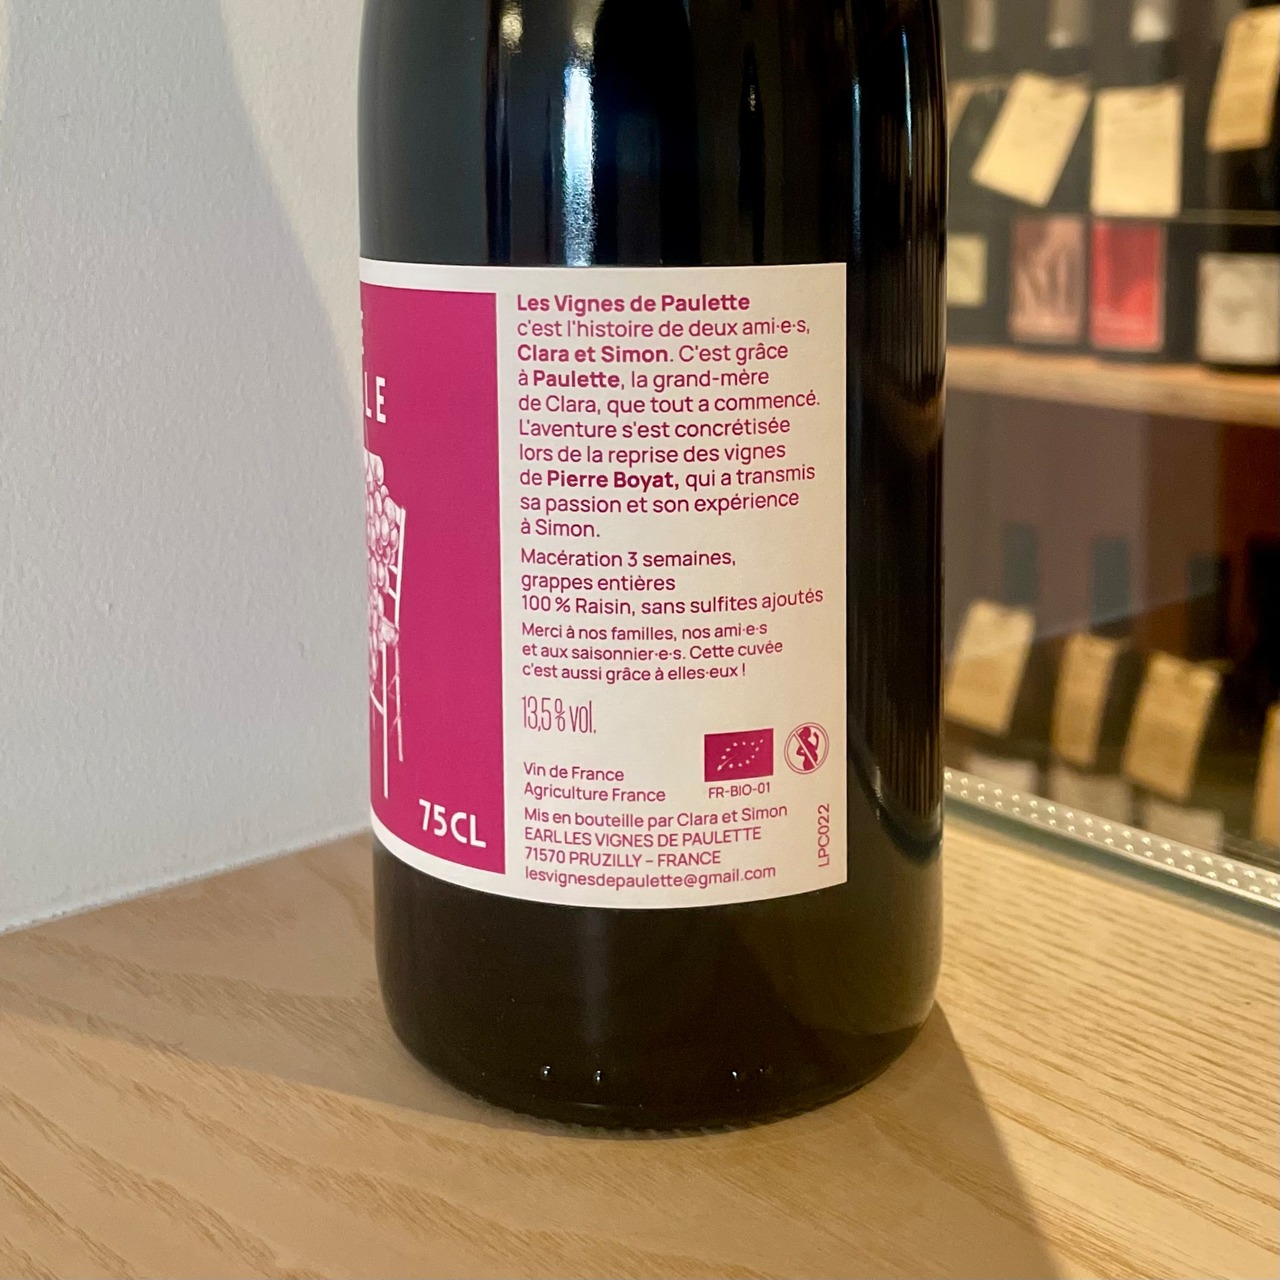 LE
75CL
Les Vignes de Paulette
c'est l'histoire de deux ami·e·s,
Clara et Simon. C'est grâce
à Paulette, la grand-mère
de Clara, que tout a commencé.
L'aventure s'est concrétisée
lors de la reprise des vignes
de Pierre Boyat, qui a transmis
sa passion et son expérience
à Simon.
Macération 3 semaines,
grappes entières
100 % Raisin, sans sulfites ajoutés
Merci à nos familles, nos ami·e·s
et aux saisonnier·e·s. Cette cuvée
c'est aussi grâce à elles·eux !
13,5 % vol.
Vin de France
Agriculture France
FR-BIO-01
Mis en bouteille par Clara et Simon
EARL LES VIGNES DE PAULETTE
71570 PRUZILLY – FRANCE
lesvignesdepaulette@gmail.com
LPC022